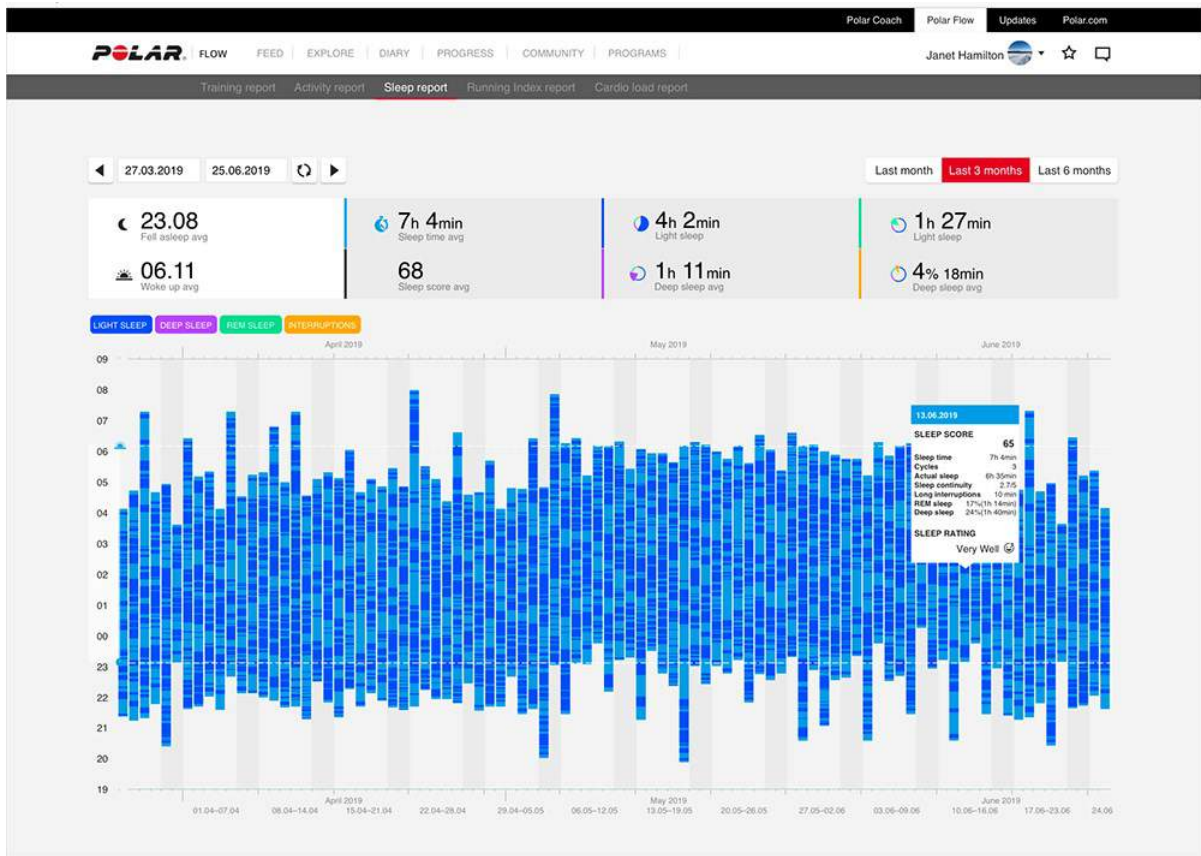 Polar Coach Polar Flow Updates Polar.com
POLAR. FLOW FEED EXPLORE DIARY PROGRESS COMMUNITY PROGRAMS Janet Hamilton
Training report Activity report Sleep report Running Index report Cardio load report
27.03.2019 25.06.2019 Last month Last 3 months Last 6 months
23.08 7h 4min 4h 2min 1h 27min
Fell asleep avg Sleep time avg Light sleep Light sleep
06.11 68 1h 11min 4% 18min
Woke up avg Sleep score avg Deep sleep avg Deep sleep avg
LIGHT SLEEP DEEP SLEEP REM SLEEP INTERRUPTIONS
April 2019 May 2019 June 2019
09
08
07
06
05
04
03
02
01
00
23
22
21
20
19
13.06.2019
SLEEP SCORE
65
Sleep time 7h 4min
Cycles 3
Actual sleep 6h 35min
Sleep continuity 2.7/5
Long interruptions 10 min
REM sleep 17%(1h 14min)
Deep sleep 24%(1h 40min)
SLEEP RATING
Very Well
April 2019 May 2019 June 2019
01.04–07.04 08.04–14.04 15.04–21.04 22.04–28.04 29.04–05.05 06.05–12.05 13.05–19.05 20.05–26.05 27.05–02.06 03.06–09.06 10.06–16.06 17.06–23.06 24.06